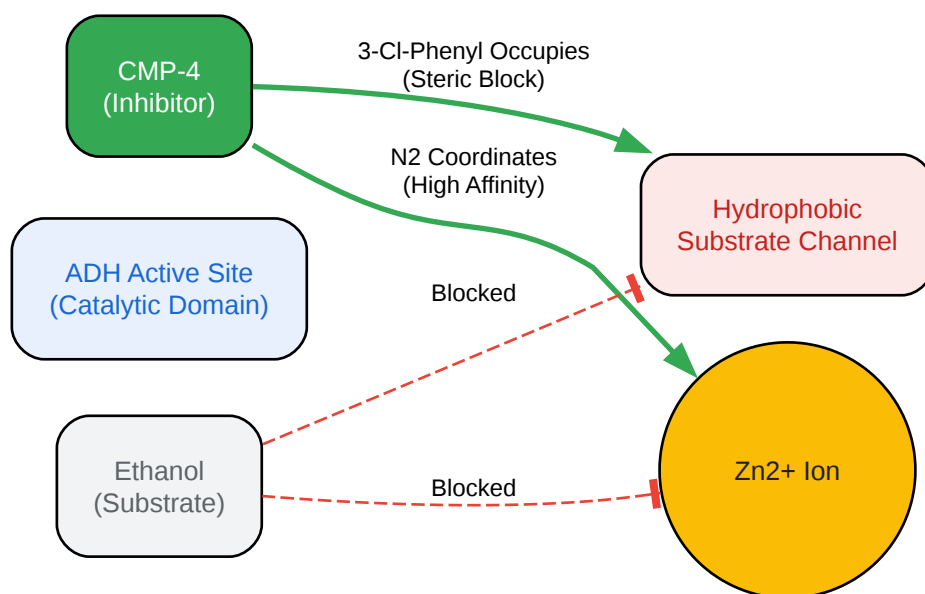 CMP-4
(Inhibitor)
3-Cl-Phenyl Occupies
(Steric Block)
N2 Coordinates
(High Affinity)
Hydrophobic
Substrate Channel
ADH Active Site
(Catalytic Domain)
Blocked
Ethanol
(Substrate)
Blocked
Zn2+ Ion